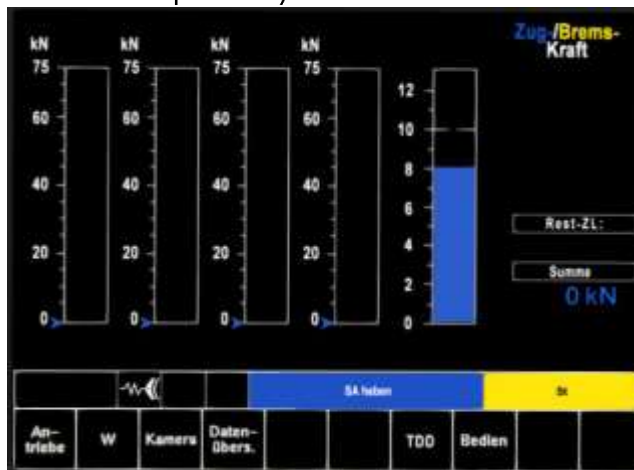 Zug-/Brems-
Kraft
kN kN kN kN
75 75 75 75
12
60 60 60 60
10
40 40 40 40
8
6
Rest-ZL:
20 20 20 20
4
Summe
2
0 kN
0 0 0 0 0
SA heben
St
An-
triebe
W
Kamera
Daten-
übers.
TDD
Bedien